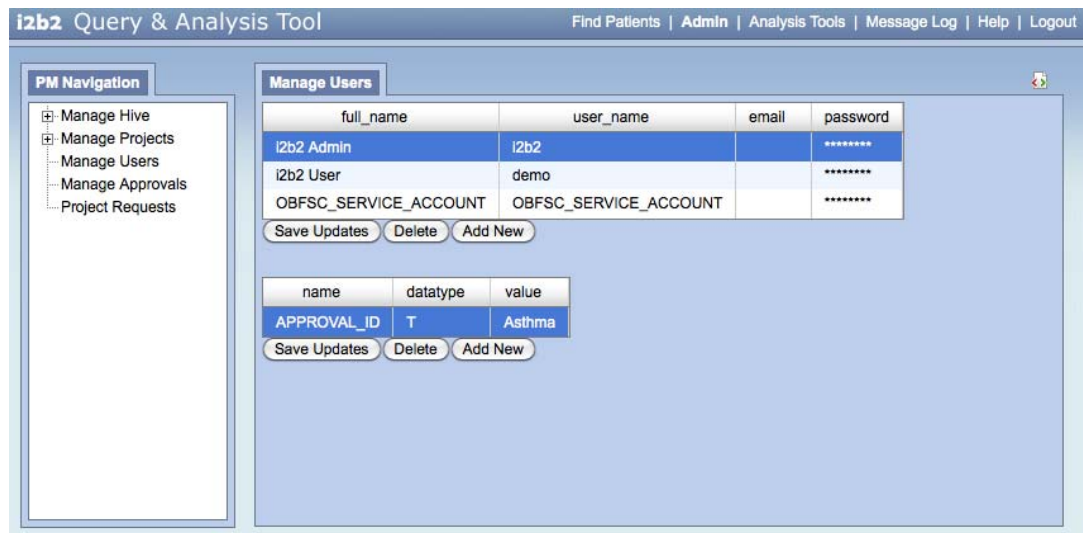 i2b2 Query & Analysis Tool
Find Patients | Admin | Analysis Tools | Message Log | Help | Logout
PM Navigation
Manage Hive
Manage Projects
Manage Users
Manage Approvals
Project Requests
Manage Users
full_name user_name email password
i2b2 Admin i2b2 ********
i2b2 User demo ********
OBFSC_SERVICE_ACCOUNT OBFSC_SERVICE_ACCOUNT ********
Save Updates Delete Add New
name datatype value
APPROVAL_ID T Asthma
Save Updates Delete Add New